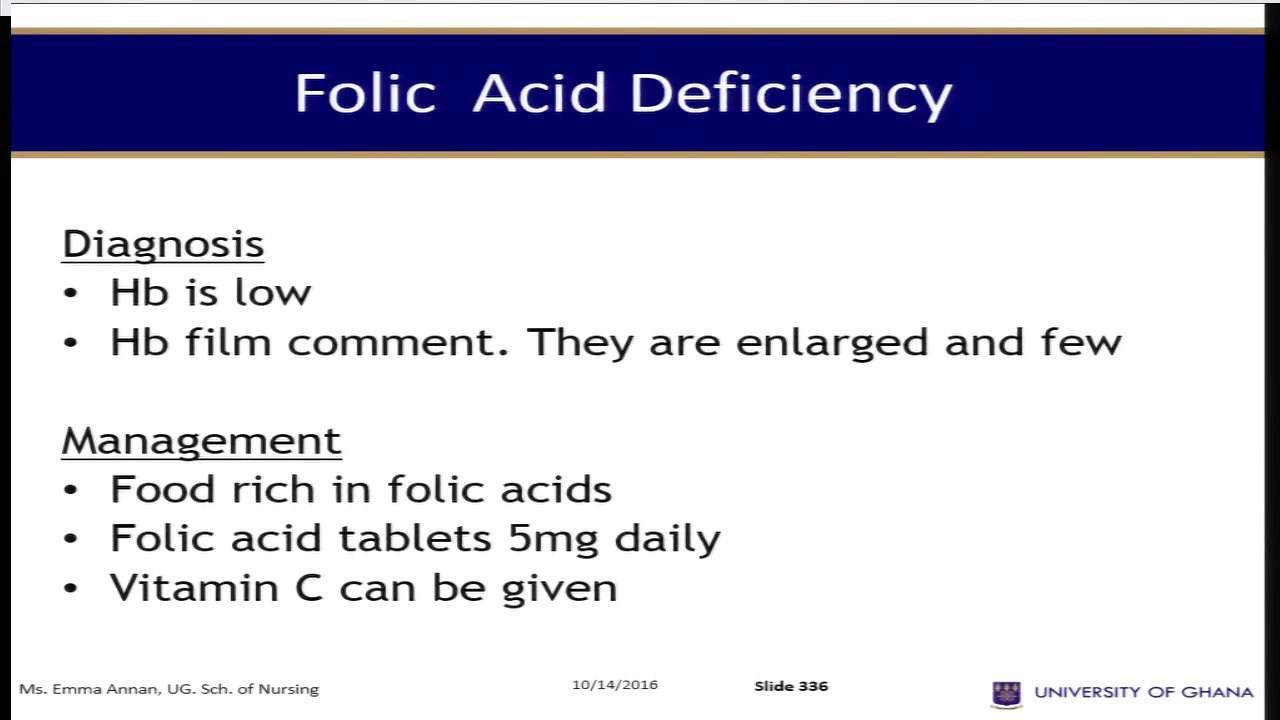 Folic Acid Deficiency
Diagnosis
• Hb is low
• Hb film comment. They are enlarged and few
Management
• Food rich in folic acids
• Folic acid tablets 5mg daily
• Vitamin C can be given
Ms. Emma Annan, UG. Sch. of Nursing
10/14/2016
Slide 336
UNIVERSITY OF GHANA